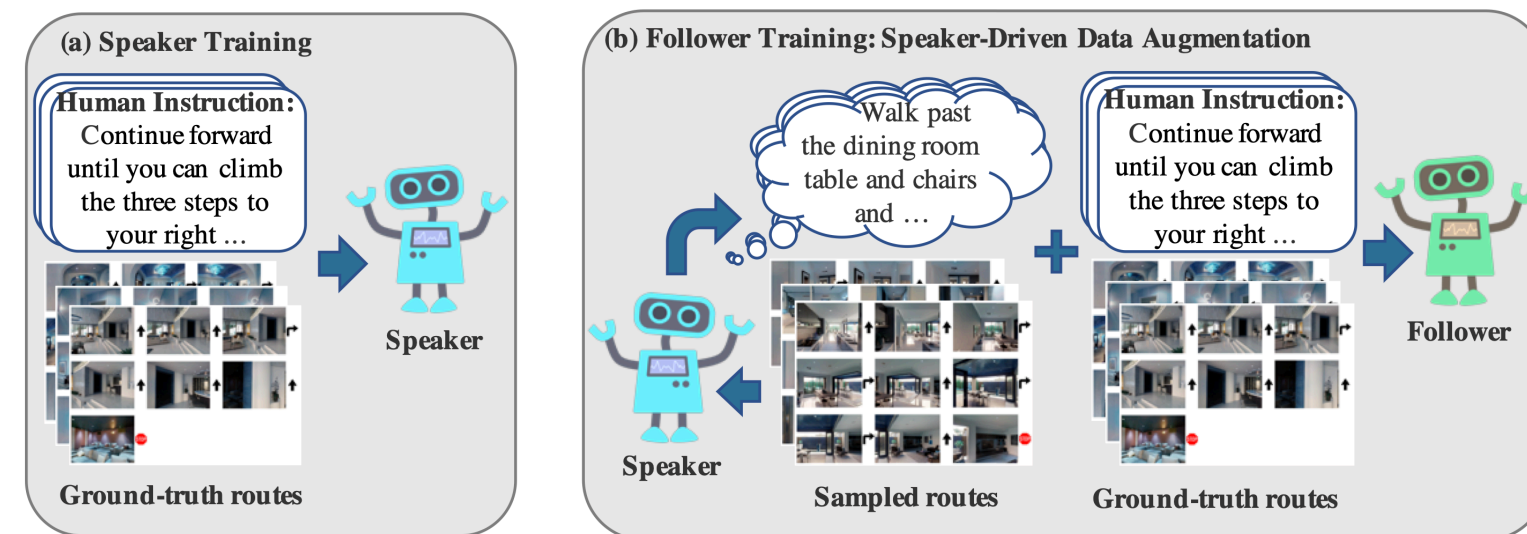 (a) Speaker Training
Human Instruction:
Continue forward
until you can climb
the three steps to
your right ...
Speaker
Ground-truth routes
(b) Follower Training: Speaker-Driven Data Augmentation
Walk past
the dining room
table and chairs
and ...
Speaker
Sampled routes
Human Instruction:
Continue forward
until you can climb
the three steps to
your right ...
Ground-truth routes
Follower